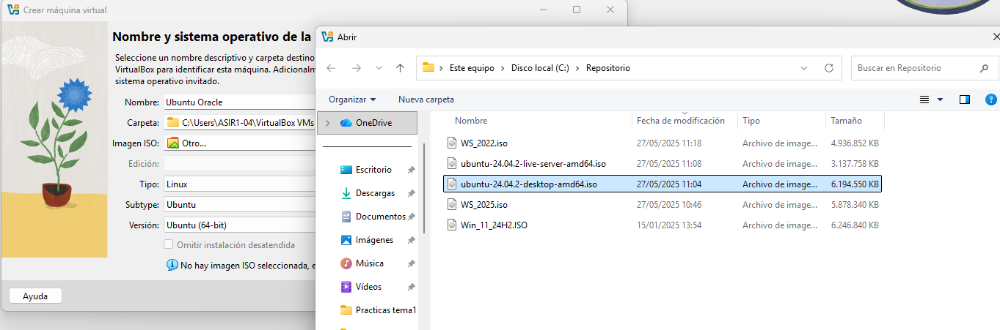 Crear máquina virtual
Nombre y sistema operativo de la
Seleccione un nombre descriptivo y carpeta destino
VirtualBox para identificar esta máquina. Adicionalm
sistema operativo invitado.
Nombre: Ubuntu Oracle
Carpeta: C:\Users\ASIR1-04\VirtualBox VMs
Imagen ISO: Otro...
Edición:
Tipo: Linux
Subtype: Ubuntu
Versión: Ubuntu (64-bit)
Omitir instalación desatendida
No hay imagen ISO seleccionada, e
Ayuda
Abrir
Este equipo > Disco local (C:) > Repositorio
Buscar en Repositorio
Organizar Nueva carpeta
OneDrive
Escritorio
Descargas
Documentos
Imágenes
Música
Vídeos
Practicas tema1
Nombre Fecha de modificación Tipo Tamaño
WS_2022.iso 27/05/2025 11:18 Archivo de image... 4.936.852 KB
ubuntu-24.04.2-live-server-amd64.iso 27/05/2025 11:08 Archivo de image... 3.137.758 KB
ubuntu-24.04.2-desktop-amd64.iso 27/05/2025 11:04 Archivo de image... 6.194.550 KB
WS_2025.iso 27/05/2025 10:46 Archivo de image... 5.878.340 KB
Win_11_24H2.ISO 15/01/2025 13:54 Archivo de image... 6.246.840 KB